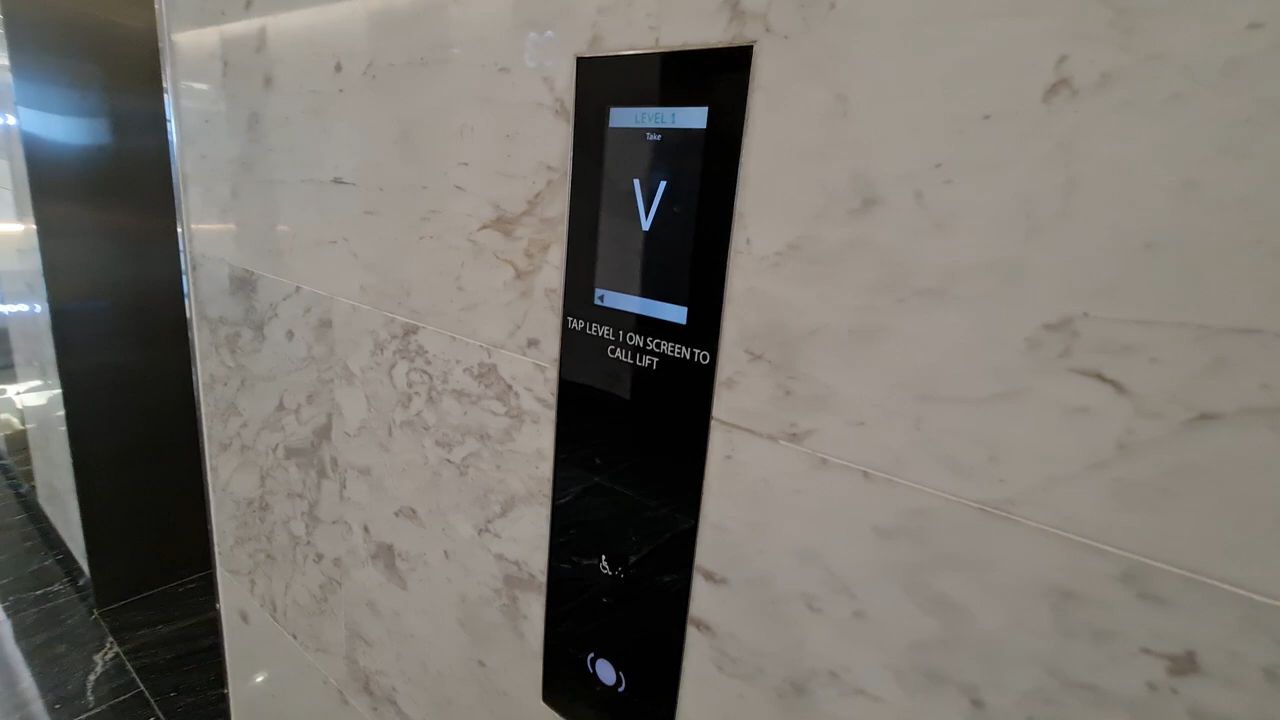 LEVEL 1
Take
V
TAP LEVEL 1 ON SCREEN TO
CALL LIFT